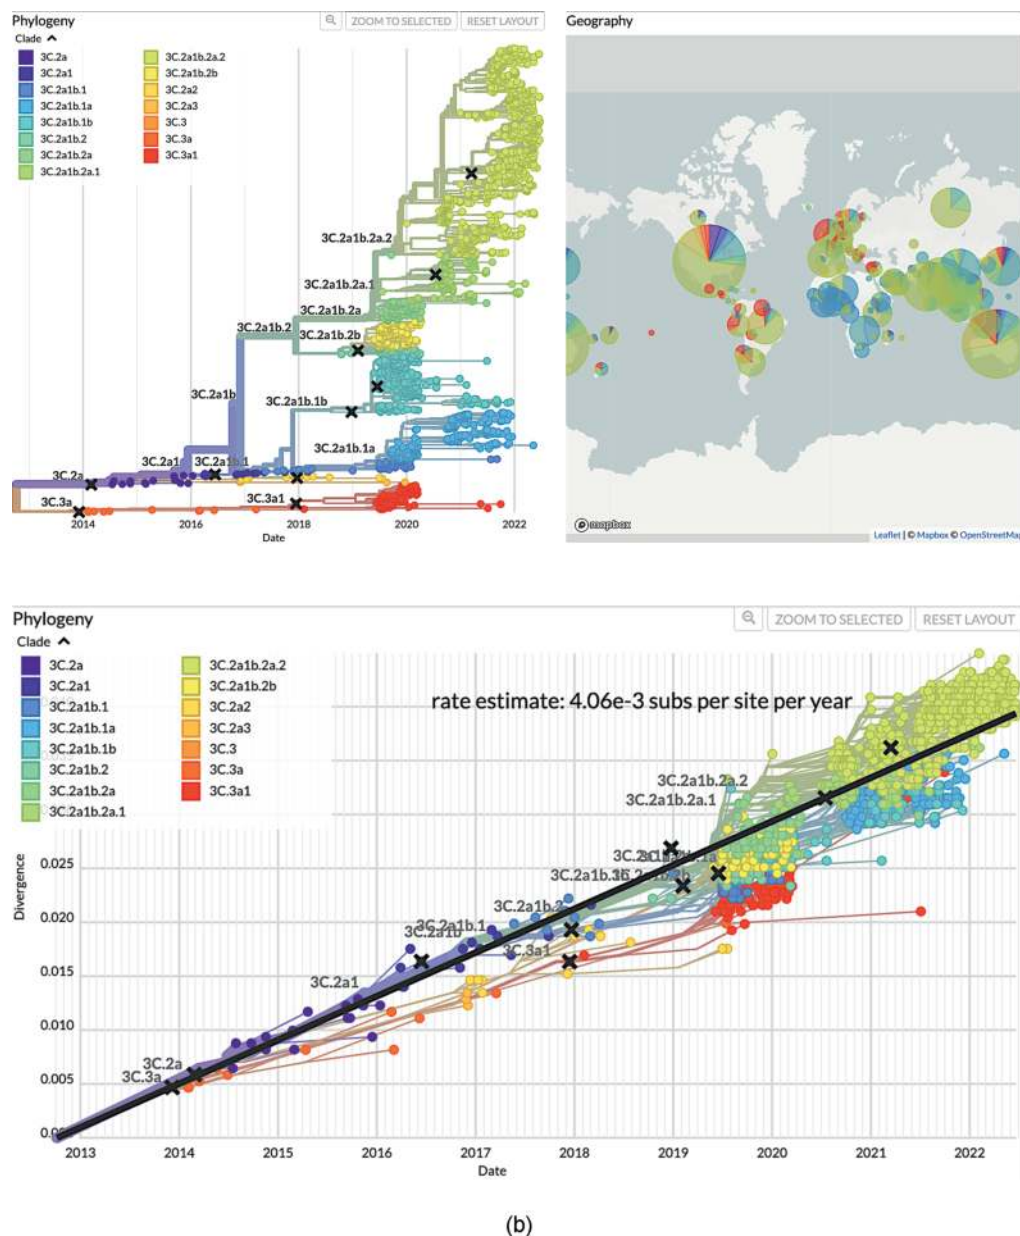 Phylogeny
ZOOM TO SELECTED
RESET LAYOUT
Clade
3C.2a
3C.2a1
3C.2a1b.1
3C.2a1b.1a
3C.2a1b.1b
3C.2a1b.2
3C.2a1b.2a
3C.2a1b.2a.1
3C.2a1b.2a.2
3C.2a1b.2b
3C.2a2
3C.2a3
3C.3
3C.3a
3C.3a1
3C.2a1b.2a.2
3C.2a1b.2a.1
3C.2a1b.2a
3C.2a1b.2
3C.2a1b.2b
3C.2a1b
3C.2a1b.1b
3C.2a1b.1a
3C.2a1
3C.2a1b.1
3C.2a
3C.3a1
3C.3a
2014
2016
2018
2020
2022
Date
Geography
mapbox
Leaflet | © Mapbox © OpenStreetMap
Phylogeny
ZOOM TO SELECTED
RESET LAYOUT
Clade
3C.2a
3C.2a1
3C.2a1b.1
3C.2a1b.1a
3C.2a1b.1b
3C.2a1b.2
3C.2a1b.2a
3C.2a1b.2a.1
3C.2a1b.2a.2
3C.2a1b.2b
3C.2a2
3C.2a3
3C.3
3C.3a
3C.3a1
rate estimate: 4.06e-3 subs per site per year
3C.2a1b.2a.2
3C.2a1b.2a.1
3C.2a1b.2
3C.2a1b.1
3C.2a1b
3C.3a1
3C.2a1
3C.2a
3C.3a
Divergence
0.025
0.020
0.015
0.010
0.005
2013
2014
2015
2016
2017
2018
2019
2020
2021
2022
Date
(b)